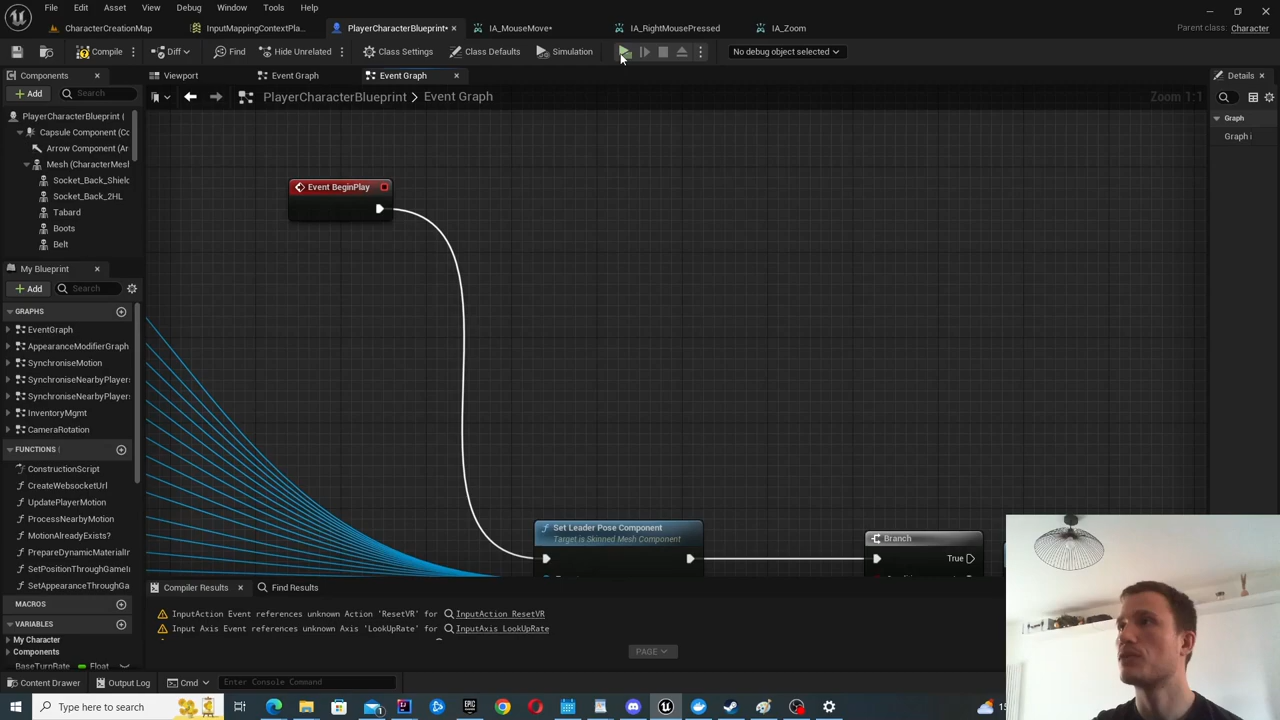 File Edit Asset View Debug Window Tools Help
CharacterCreationMap
InputMappingContextPla...
PlayerCharacterBlueprint*
IA_MouseMove*
IA_RightMousePressed
IA_Zoom
Parent class: Character
Compile
Diff
Find
Hide Unrelated
Class Settings
Class Defaults
Simulation
No debug object selected
Components
Viewport
Event Graph
Event Graph
Details
Add
Search
PlayerCharacterBlueprint > Event Graph
Zoom 1:1
PlayerCharacterBlueprint (
Capsule Component (Co
Arrow Component (Ar
Mesh (CharacterMesh
Socket_Back_Shield
Socket_Back_2HL
Tabard
Boots
Belt
Graph
Graph i
Event BeginPlay
My Blueprint
Add
Search
GRAPHS
EventGraph
AppearanceModifierGraph
SynchroniseMotion
SynchroniseNearbyPlayer
SynchroniseNearbyPlayer
InventoryMgmt
CameraRotation
FUNCTIONS
ConstructionScript
CreateWebsocketUrl
UpdatePlayerMotion
ProcessNearbyMotion
MotionAlreadyExists?
PrepareDynamicMaterialIn
SetPositionThroughGameI
SetAppearanceThroughGa
MACROS
VARIABLES
My Character
Components
BaseTurnRate Float
Set Leader Pose Component
Target is Skinned Mesh Component
Branch
True
Compiler Results
Find Results
InputAction Event references unknown Action 'ResetVR' for InputAction ResetVR
Input Axis Event references unknown Axis 'LookUpRate' for InputAxis LookUpRate
PAGE
Content Drawer
Output Log
Cmd
Enter Console Command
Type here to search